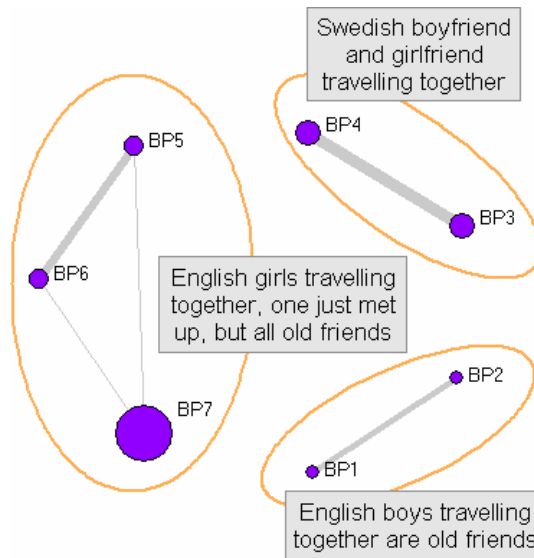 Swedish boyfriend
and girlfriend
travelling together
BP4
BP5
BP3
BP6
English girls travelling
together, one just met
up, but all old friends
BP2
BP7
BP1
English boys travelling
together are old friends